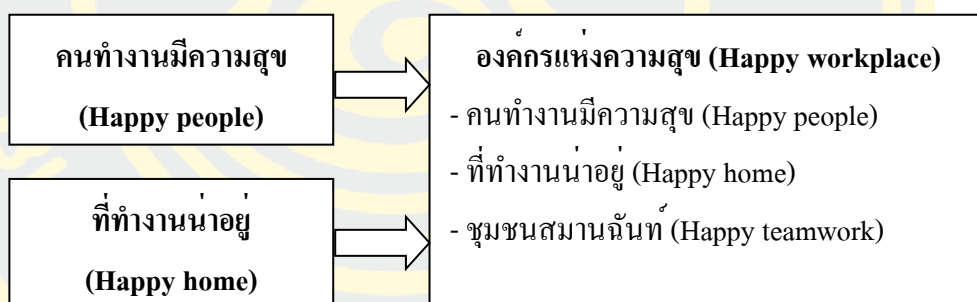 คนทำงานมีความสุข
(Happy people)
ที่ทำงานน่าอยู่
(Happy home)
องค์กรแห่งความสุข (Happy workplace)
- คนทำงานมีความสุข (Happy people)
- ที่ทำงานน่าอยู่ (Happy home)
- ชุมชนสมานฉันท์ (Happy teamwork)